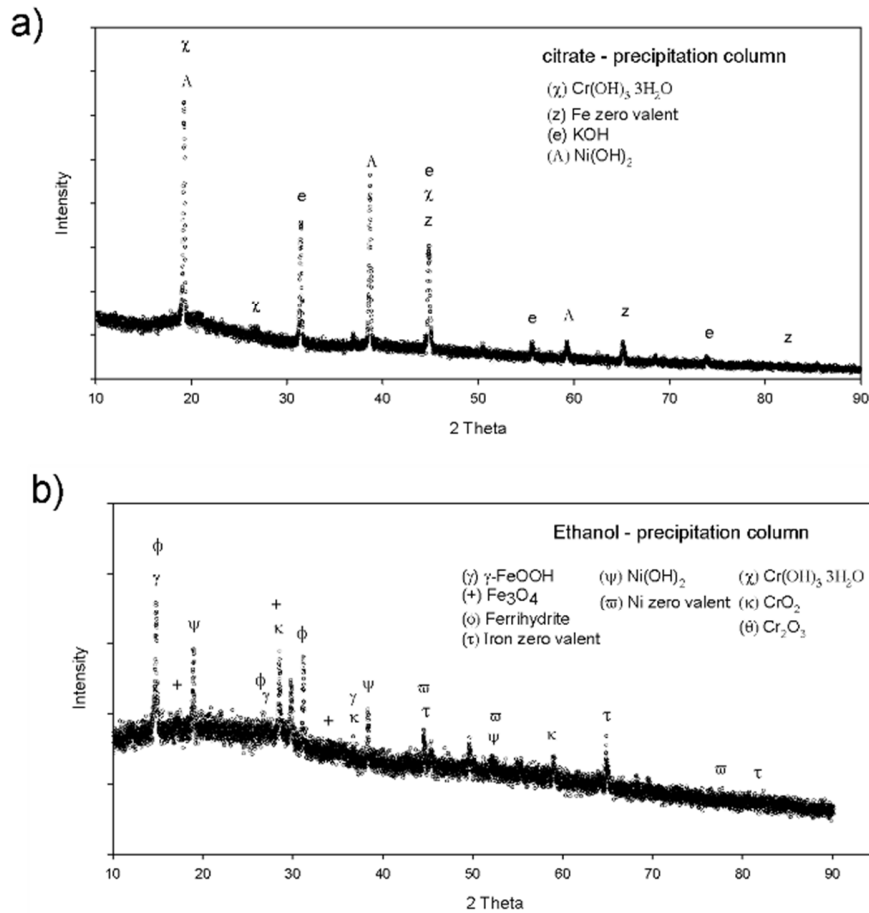 a)
χ
Λ
χ
e
Λ
e
χ
z
e
Λ
z
e
z
citrate - precipitation column
(χ) Cr(OH)₃ 3H₂O
(z) Fe zero valent
(e) KOH
(Λ) Ni(OH)₂
Intensity
10 20 30 40 50 60 70 80 90
2 Theta
b)
Ethanol - precipitation column
(γ) γ-FeOOH (ψ) Ni(OH)₂ (χ) Cr(OH)₃ 3H₂O
(+) Fe₃O₄ (ϖ) Ni zero valent (κ) CrO₂
(ϕ) Ferrihydrite (θ) Cr₂O₃
(τ) Iron zero valent
ϕ
γ
+
ψ
ϕ
γ
+
κ
ϕ
+
γ
κ
ψ
ϖ
τ
ϖ
ψ
κ
τ
ϖ
τ
Intensity
10 20 30 40 50 60 70 80 90
2 Theta